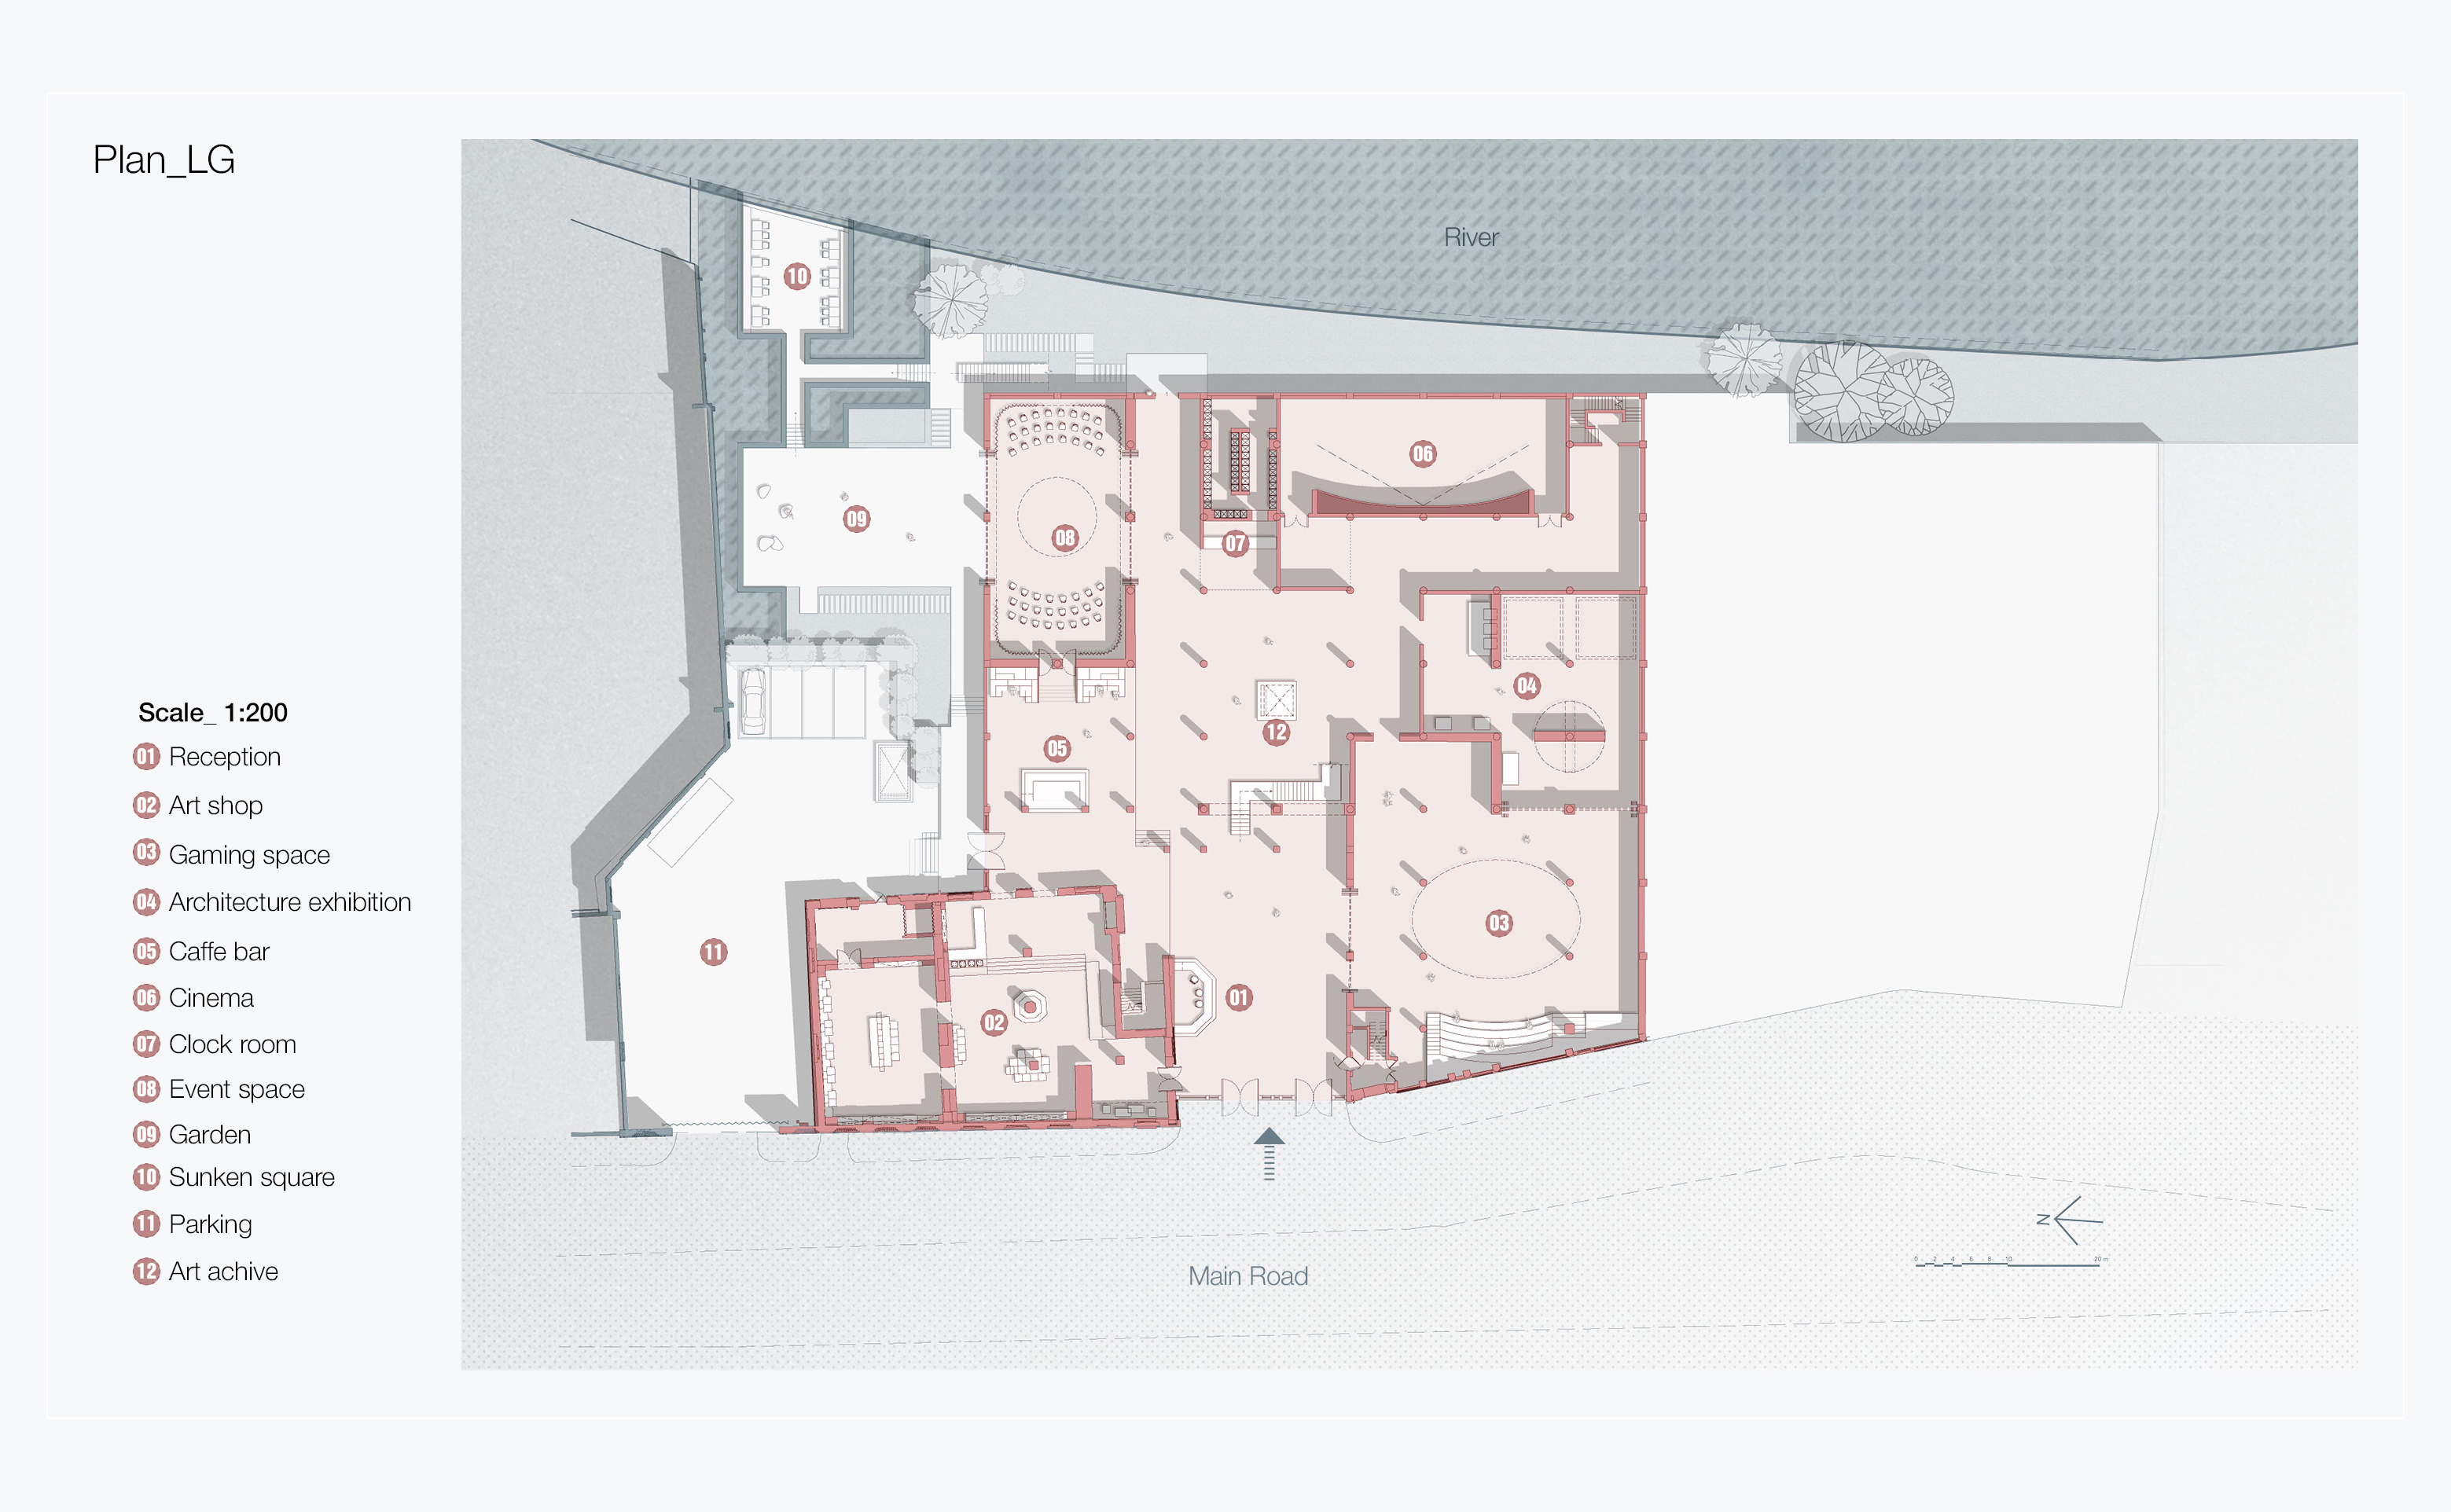 Plan_LG
River
10
06
09
08
07
04
12
05
03
11
01
02
Scale_ 1:200
01 Reception
02 Art shop
03 Gaming space
04 Architecture exhibition
05 Caffe bar
06 Cinema
07 Clock room
08 Event space
09 Garden
10 Sunken square
11 Parking
12 Art achive
N
0 2 4 6 8 10 20 m
Main Road